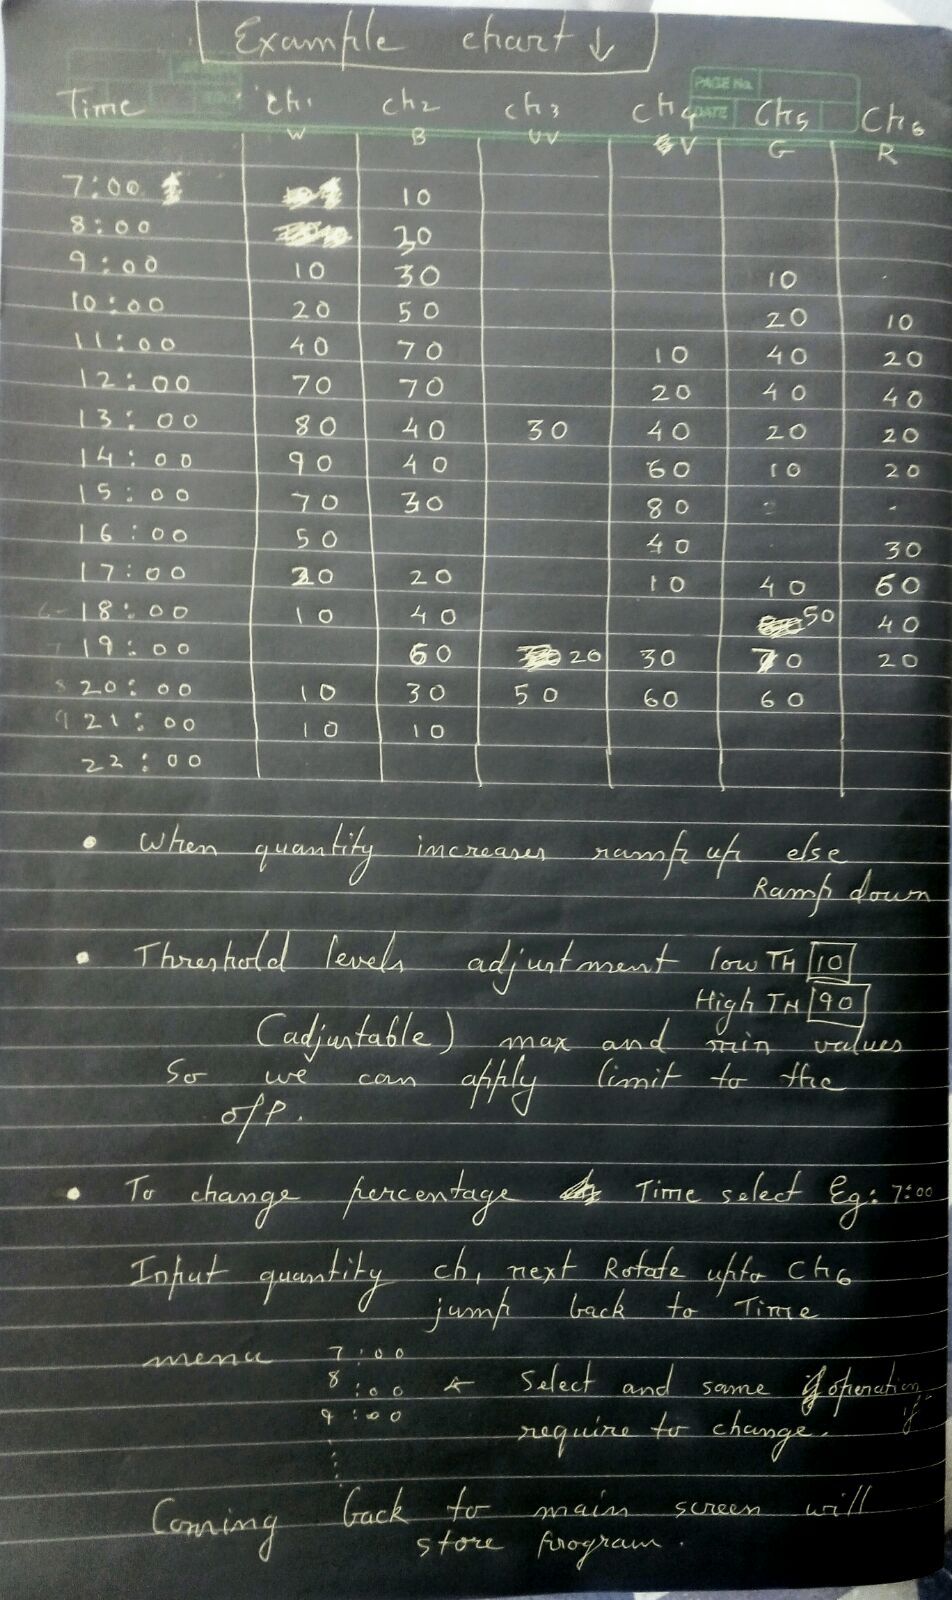 Example chart ↓
PAGE No.
DATE
Time Ch1 Ch2 Ch3 Ch4 Ch5 Ch6
W B UV V G R
7:00 10
8:00
9:00 10 30 10
10:00 20 50 20 10
11:00 40 70 10 40 20
12:00 70 70 20 40 40
13:00 80 40 30 40 20 20
14:00 90 40 60 10 20
15:00 70 30 80
16:00 50 40 30
17:00 20 10 40
18:00 10 40 50 40
19:00 60 20 30 70 20
8 20:00 10 30 50 60 60
9 21:00 10 10
22:00
• When quantity increases ramp up else
Ramp down
• Threshold levels adjustment low TH 10
High TH 90
(adjustable) max and min values
So we can apply limit to the
o/p.
• To change percentage Time select Eg: 7:00
Input quantity ch1 next Rotate upto Ch6
jump back to Time
menu 7:00
8:00 ← Select and same operation if
9:00 require to change.
Coming back to main screen will
store program.